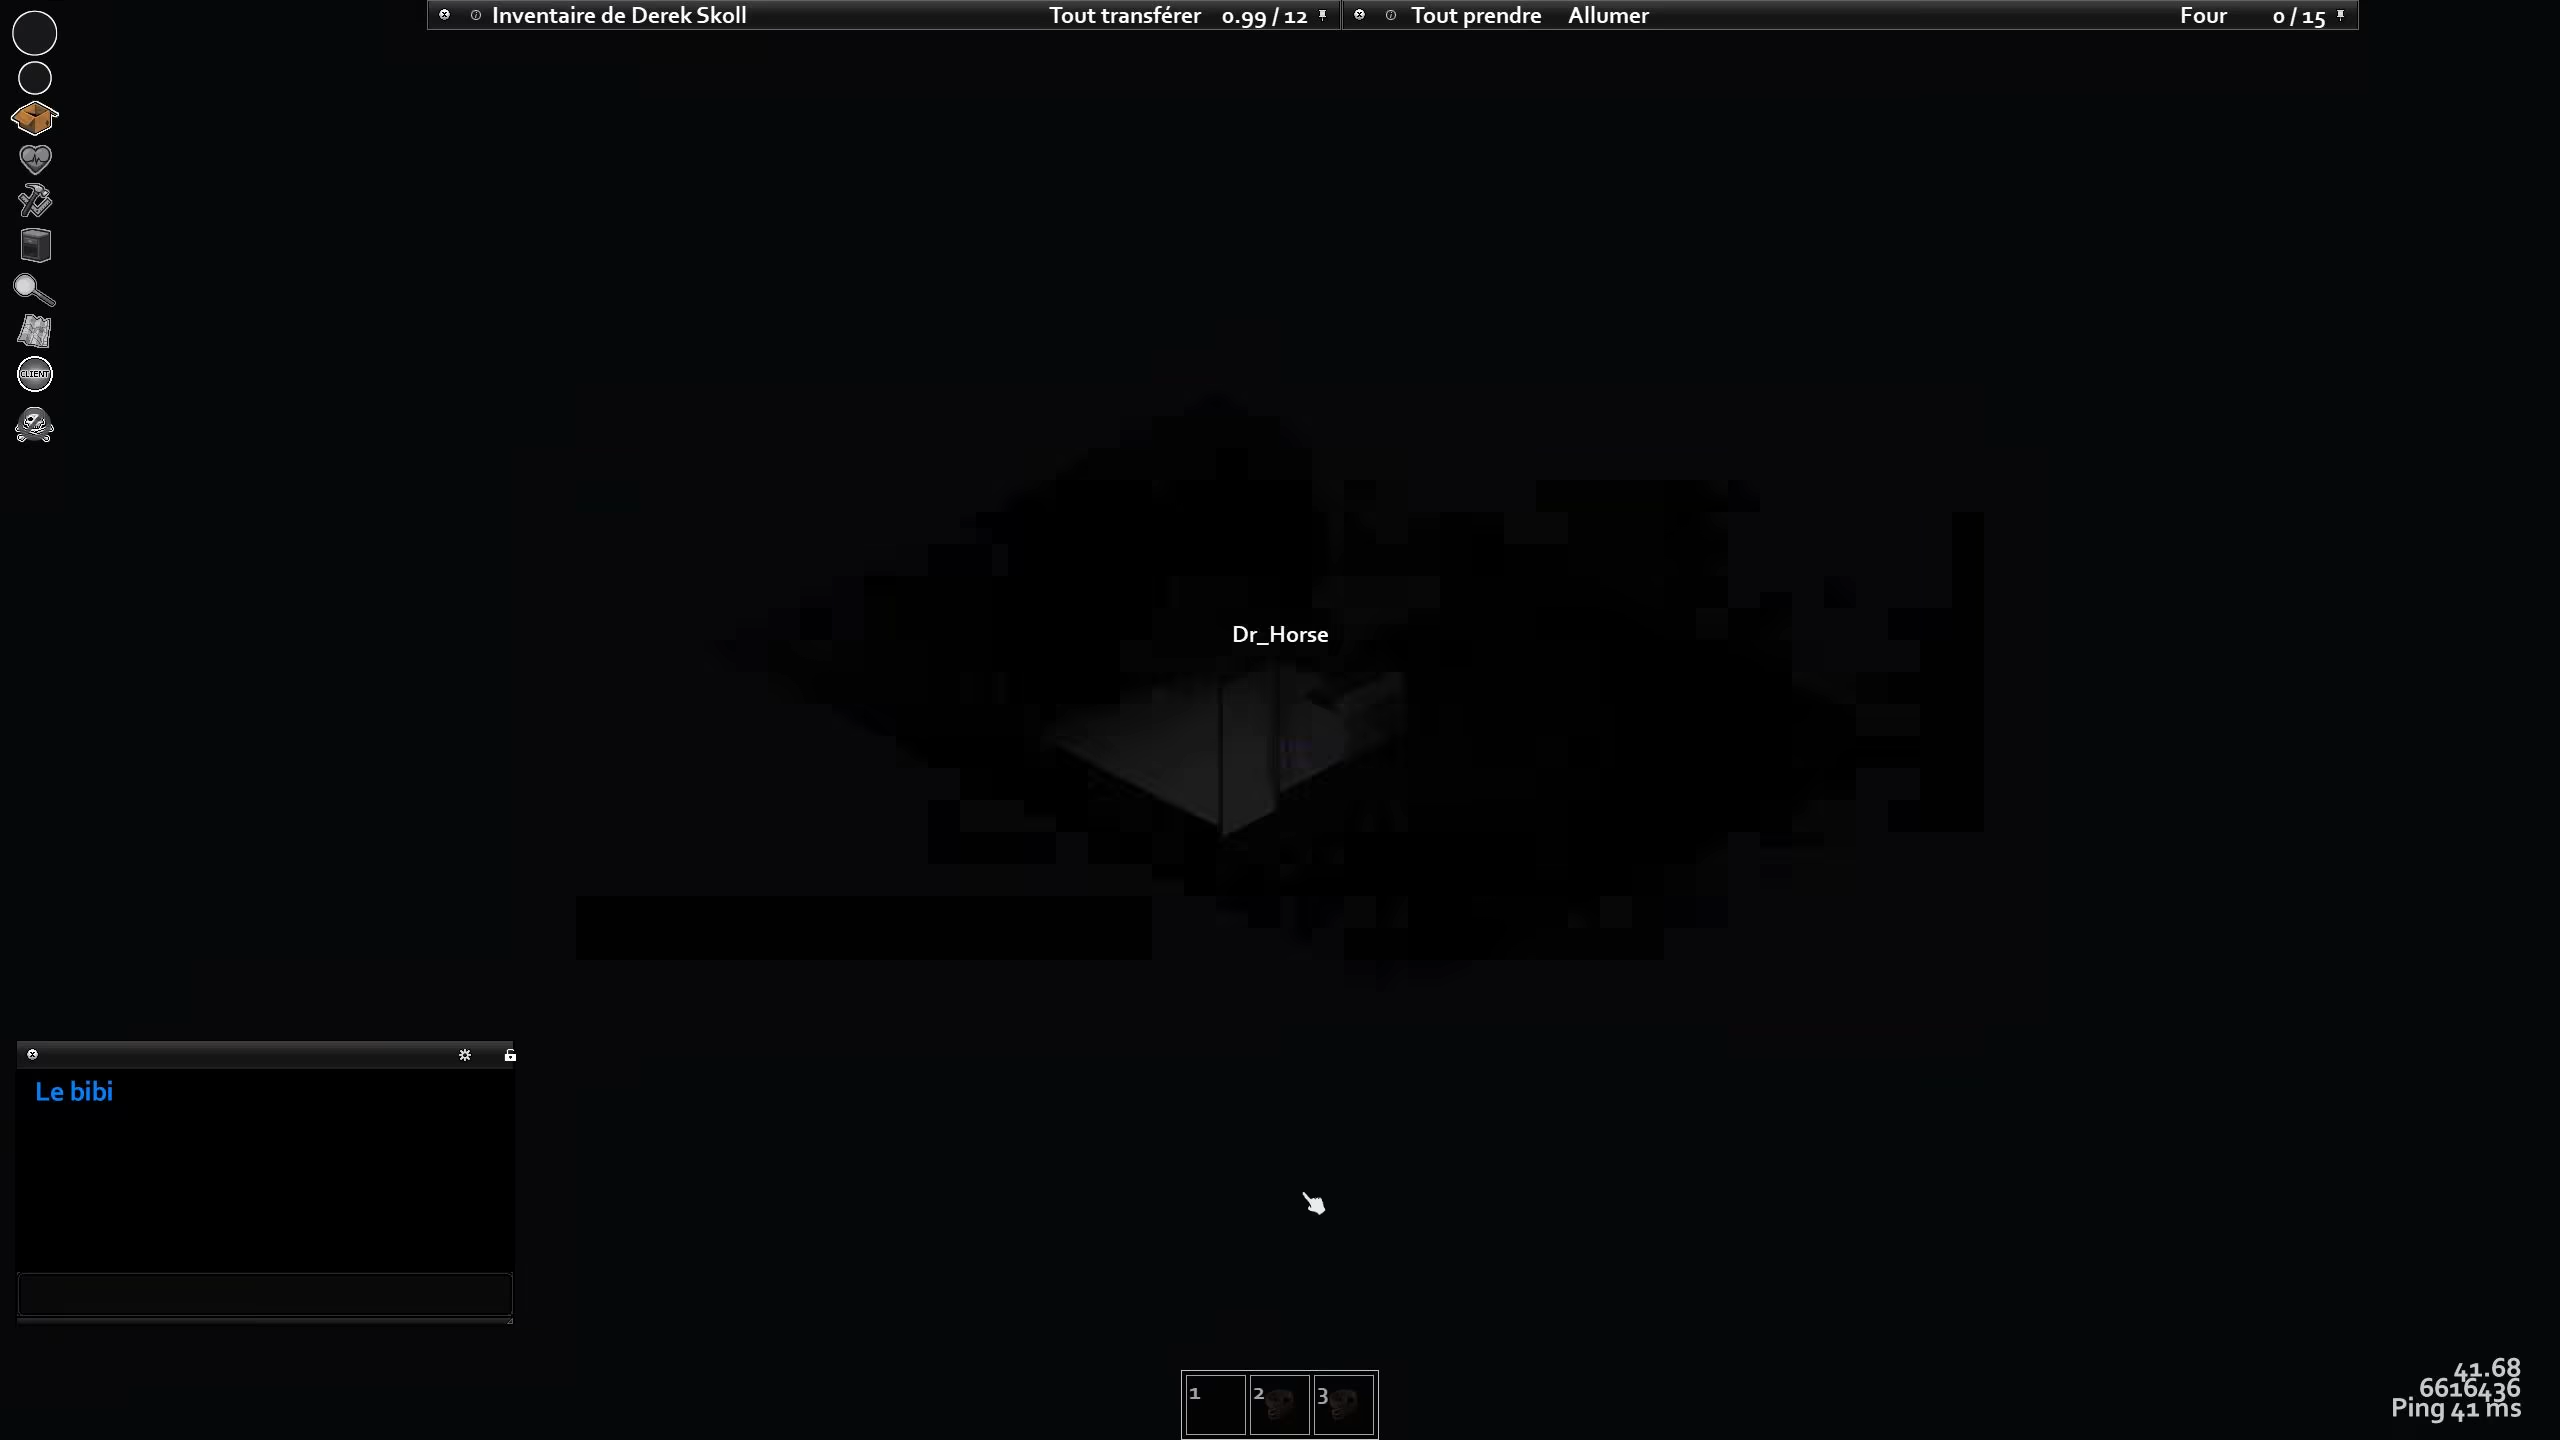 Inventaire de Derek Skoll Tout transférer 0.99 / 12 Tout prendre Allumer Four 0 / 15
CLIENT
Dr_Horse
Le bibi
1 2 3
41.68
6616436
Ping 41 ms